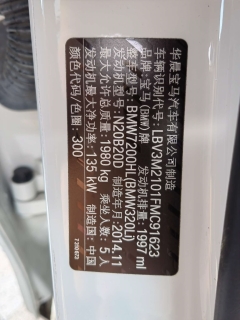 华晨宝马汽车有限公司制造
车辆识别代号: LBV3M2101FMC91623
品牌: 宝马(BMW)牌 发动机排量: 1997 ml
整车型号: BMW7200HL(BMW320Li)
发动机型号: N20B20D 制造年月: 2014.11
最大允许总质量: 1980 kg 乘坐人数: 5 人
发动机最大净功率: 135 kW 制造国: 中国
颜色代码/色圈: 300